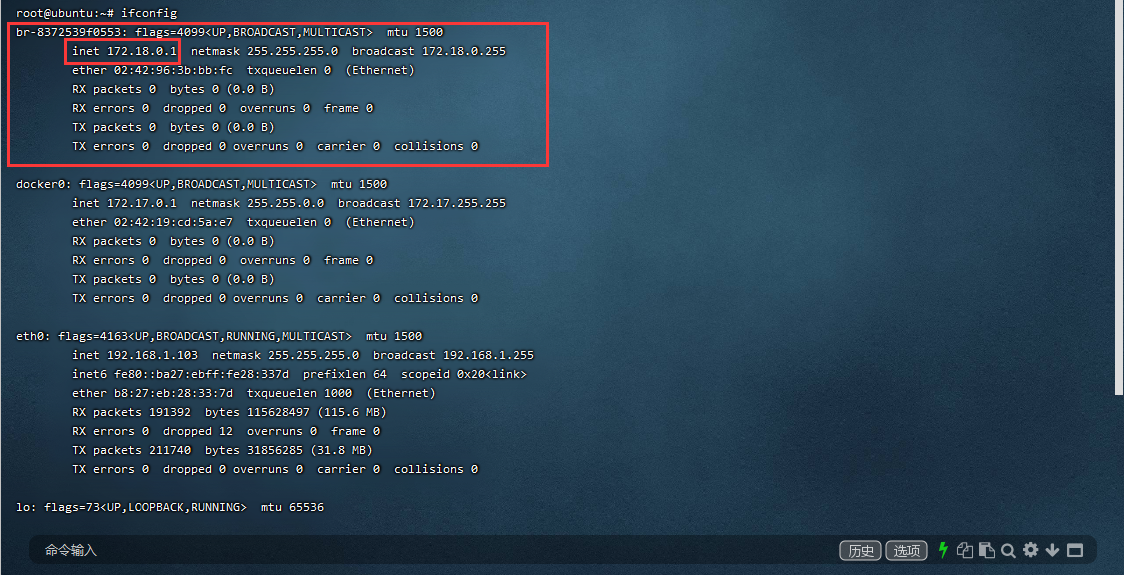 root@ubuntu:~# ifconfig
br-8372539f0553: flags=4099<UP,BROADCAST,MULTICAST>  mtu 1500
inet 172.18.0.1  netmask 255.255.255.0  broadcast 172.18.0.255
ether 02:42:96:3b:bb:fc  txqueuelen 0  (Ethernet)
RX packets 0  bytes 0 (0.0 B)
RX errors 0  dropped 0  overruns 0  frame 0
TX packets 0  bytes 0 (0.0 B)
TX errors 0  dropped 0 overruns 0  carrier 0  collisions 0
docker0: flags=4099<UP,BROADCAST,MULTICAST>  mtu 1500
inet 172.17.0.1  netmask 255.255.0.0  broadcast 172.17.255.255
ether 02:42:19:cd:5a:e7  txqueuelen 0  (Ethernet)
RX packets 0  bytes 0 (0.0 B)
RX errors 0  dropped 0  overruns 0  frame 0
TX packets 0  bytes 0 (0.0 B)
TX errors 0  dropped 0 overruns 0  carrier 0  collisions 0
eth0: flags=4163<UP,BROADCAST,RUNNING,MULTICAST>  mtu 1500
inet 192.168.1.103  netmask 255.255.255.0  broadcast 192.168.1.255
inet6 fe80::ba27:ebff:fe28:337d  prefixlen 64  scopeid 0x20<link>
ether b8:27:eb:28:33:7d  txqueuelen 1000  (Ethernet)
RX packets 191392  bytes 115628497 (115.6 MB)
RX errors 0  dropped 12  overruns 0  frame 0
TX packets 211740  bytes 31856285 (31.8 MB)
TX errors 0  dropped 0 overruns 0  carrier 0  collisions 0
lo: flags=73<UP,LOOPBACK,RUNNING>  mtu 65536
命令输入 历史 选项